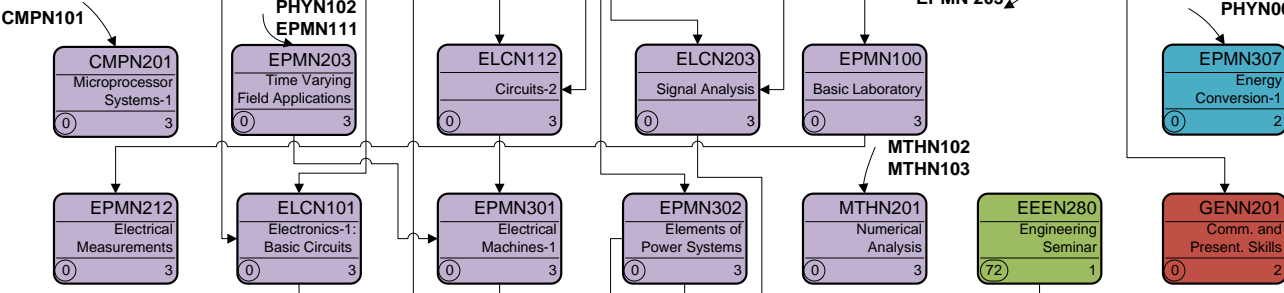 CMPN101
PHYN102
EPMN111
CMPN201
Microprocessor
Systems-1
0 3
EPMN203
Time Varying
Field Applications
0 3
ELCN112
Circuits-2
0 3
ELCN203
Signal Analysis
0 3
EPMN100
Basic Laboratory
0 3
EPMN307
Energy
Conversion-1
0 2
MTHN102
MTHN103
EPMN212
Electrical
Measurements
0 3
ELCN101
Electronics-1:
Basic Circuits
0 3
EPMN301
Electrical
Machines-1
0 3
EPMN302
Elements of
Power Systems
0 3
MTHN201
Numerical
Analysis
0 3
EEEN280
Engineering
Seminar
72 1
GENN201
Comm. and
Present. Skills
0 2